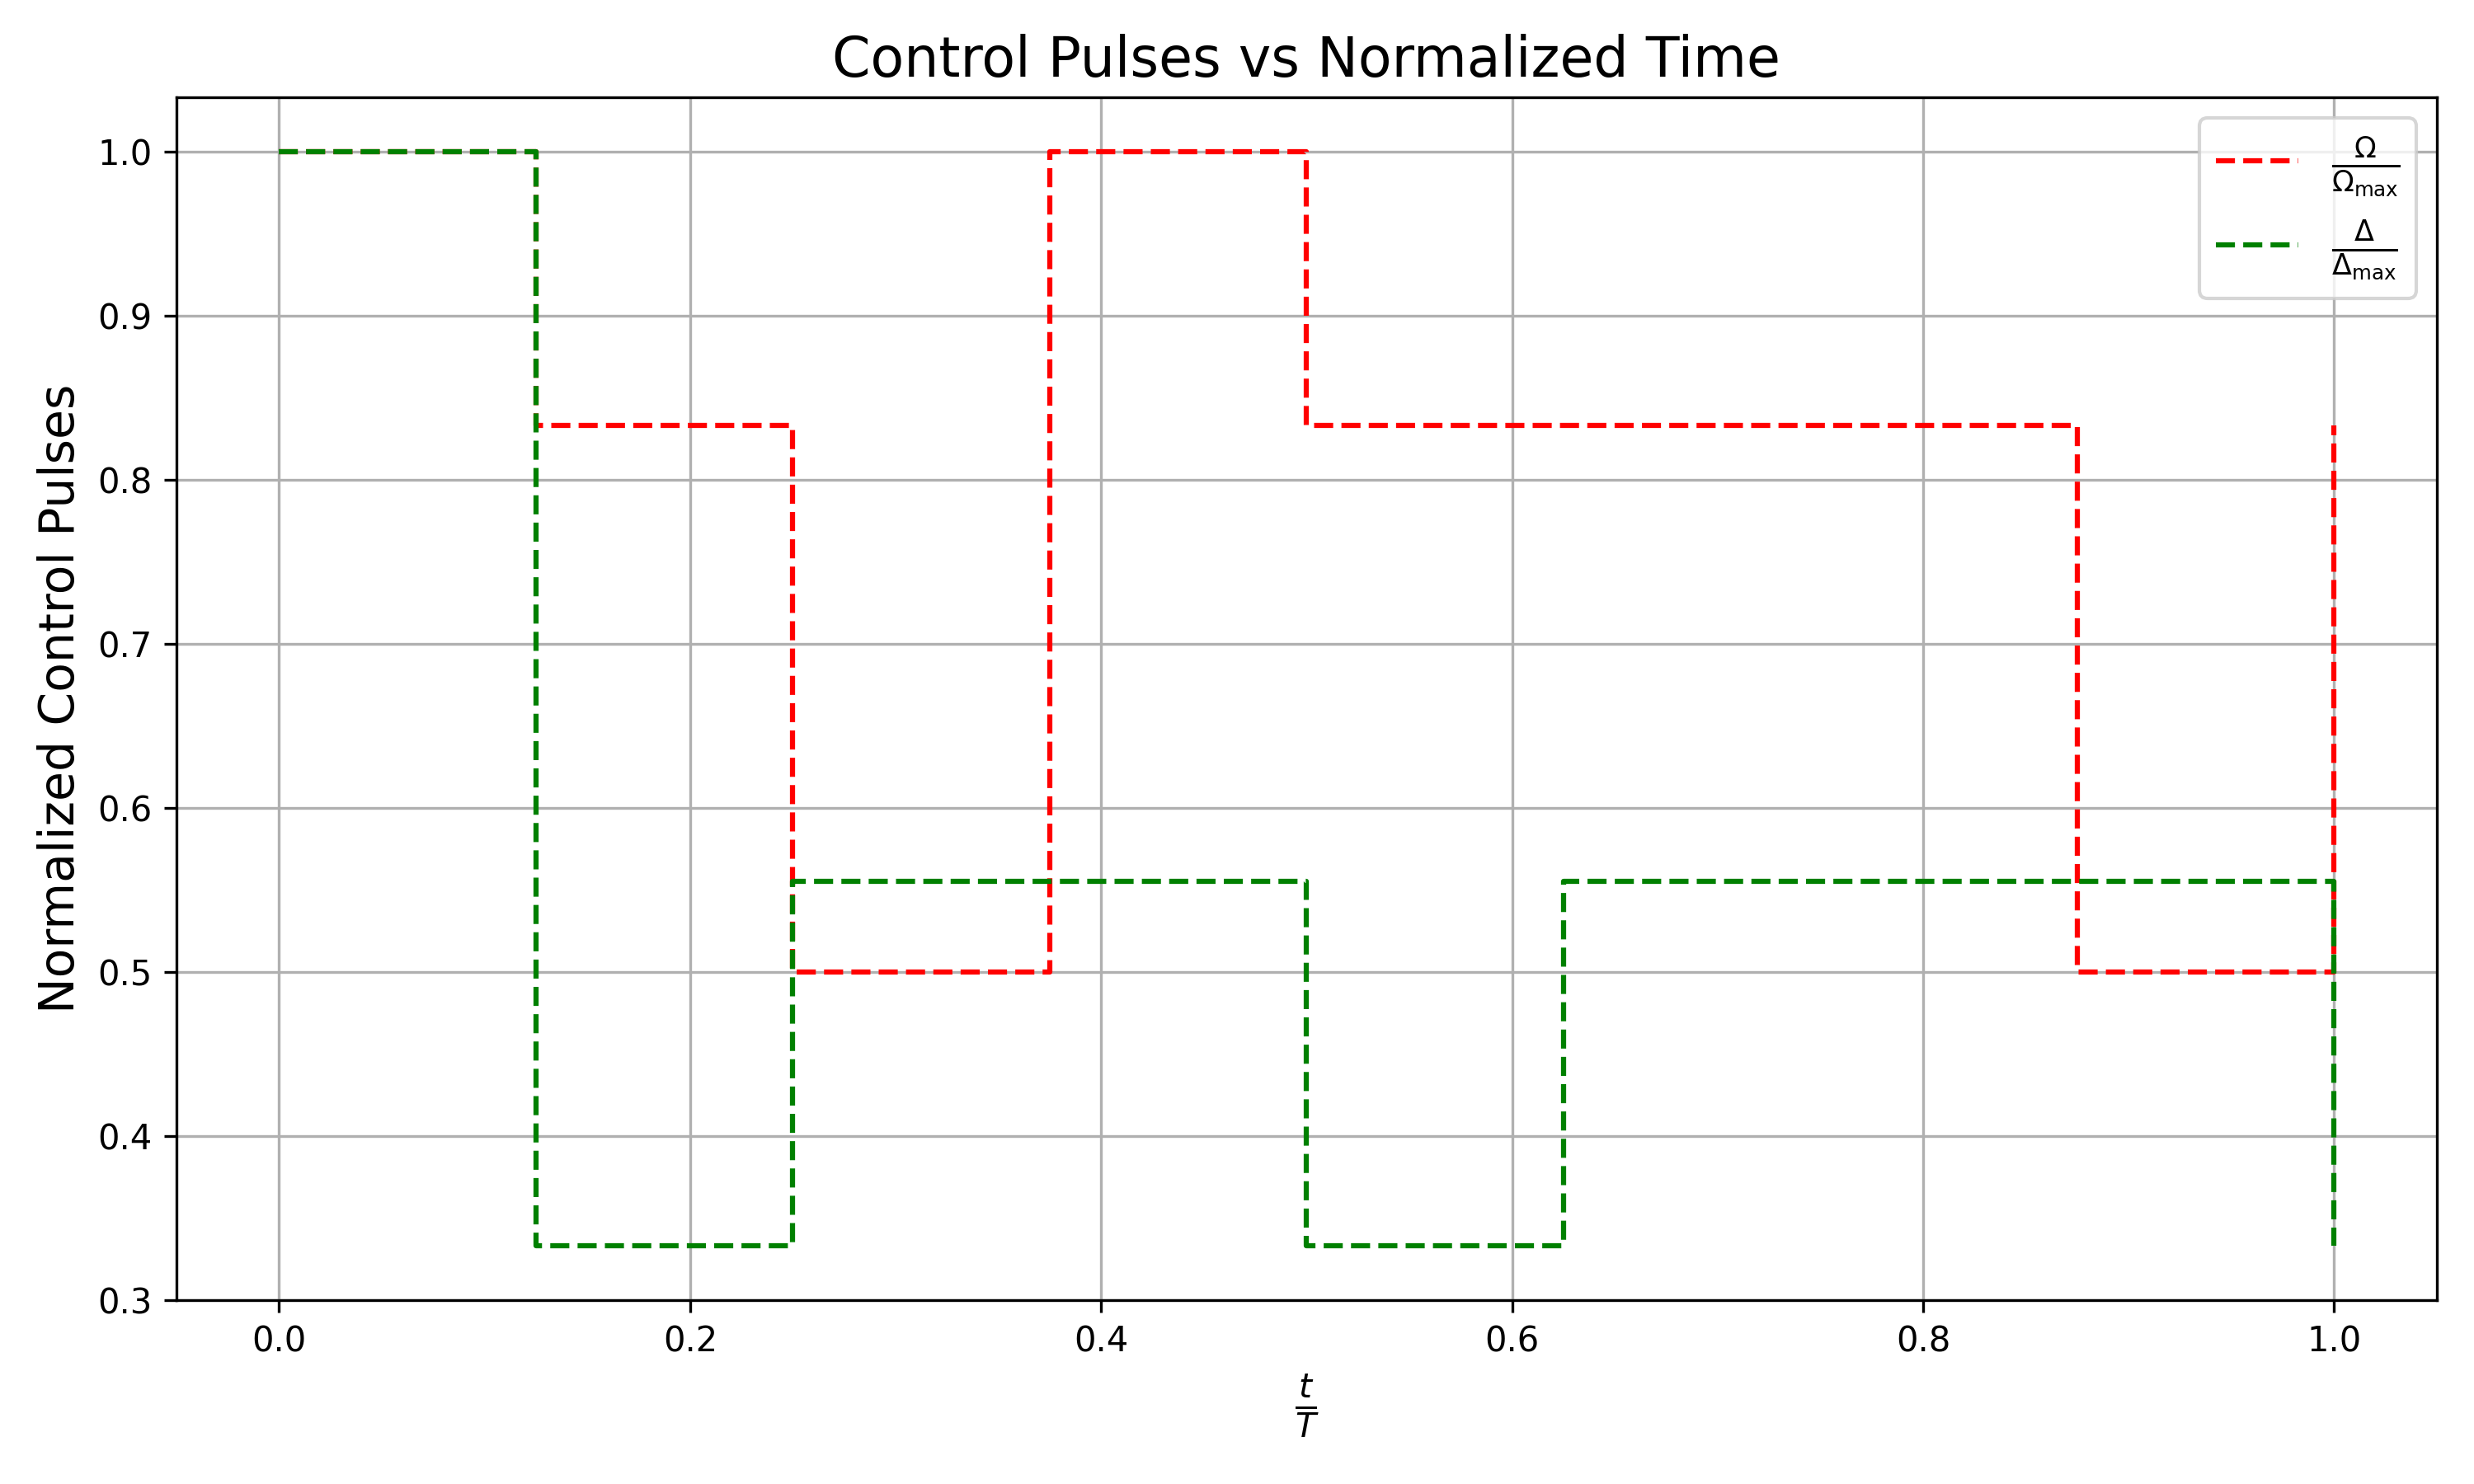 Control Pulses vs Normalized Time
Normalized Control Pulses
1.0
0.9
0.8
0.7
0.6
0.5
0.4
0.3
0.0 0.2 0.4 0.6 0.8 1.0
t
T
Ω
Ωmax
Δ
Δmax